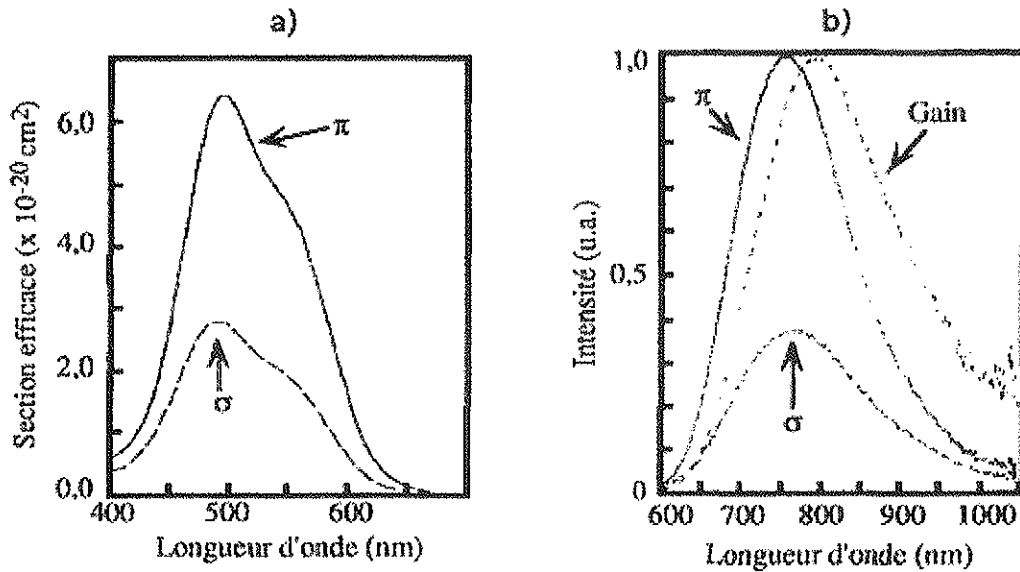 a)
Section efficace (x 10-20 cm2)
6,0
4,0
2.0
0,0
400
500
600
Longueur d'onde (nm)
π
σ
b)
Intensité (u.a.)
1,0
0,5
0
600
700
800
900
1000
Longueur d'onde (nm)
π
Gain
σ